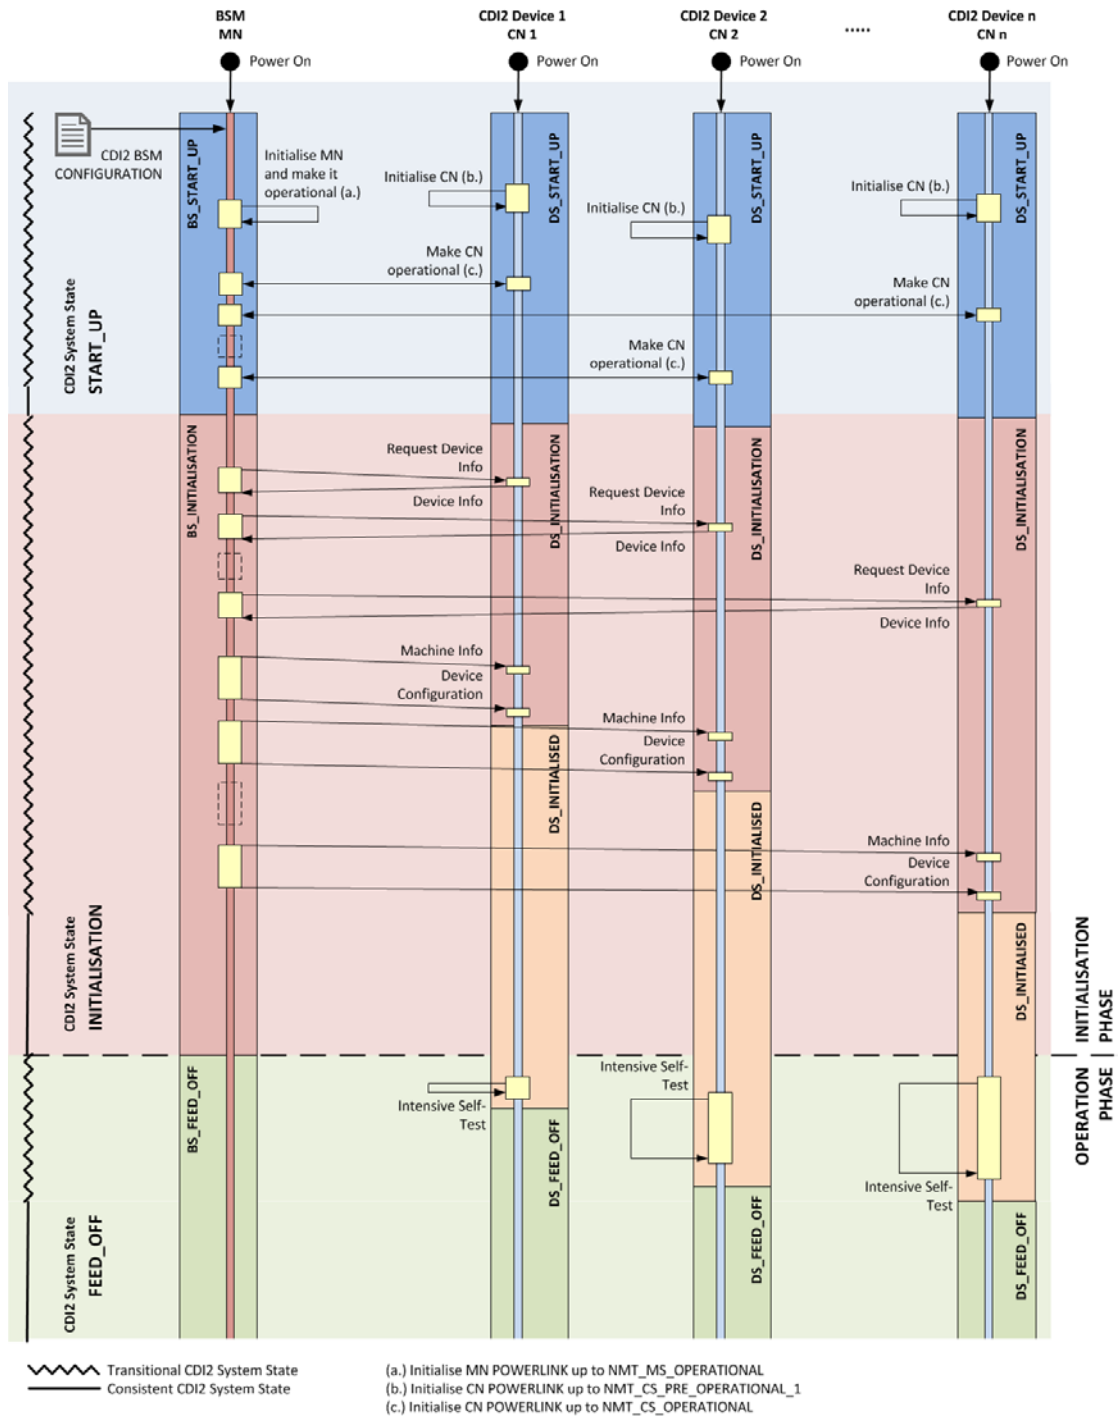 BSM
MN
CDI2 Device 1
CN 1
CDI2 Device 2
CN 2
.....
CDI2 Device n
CN n
Power On
Power On
Power On
Power On
CDI2 BSM
CONFIGURATION
BS_START_UP
Initialise MN
and make it
operational (a.)
Initialise CN (b.)
DS_START_UP
Initialise CN (b.)
DS_START_UP
Initialise CN (b.)
DS_START_UP
Make CN
operational (c.)
Make CN
operational (c.)
Make CN
operational (c.)
CDI2 System State
START_UP
BS_INITIALISATION
Request Device
Info
Device Info
DS_INITIALISATION
Request Device
Info
Device Info
DS_INITIALISATION
Request Device
Info
Device Info
DS_INITIALISATION
Machine Info
Device
Configuration
Machine Info
Device
Configuration
Machine Info
Device
Configuration
DS_INITIALISED
DS_INITIALISED
DS_INITIALISED
CDI2 System State
INITIALISATION
INITIALISATION
PHASE
OPERATION
PHASE
BS_FEED_OFF
Intensive Self-
Test
Intensive Self-
Test
Intensive Self-
Test
DS_FEED_OFF
DS_FEED_OFF
DS_FEED_OFF
CDI2 System State
FEED_OFF
Transitional CDI2 System State
Consistent CDI2 System State
(a.) Initialise MN POWERLINK up to NMT_MS_OPERATIONAL
(b.) Initialise CN POWERLINK up to NMT_CS_PRE_OPERATIONAL_1
(c.) Initialise CN POWERLINK up to NMT_CS_OPERATIONAL